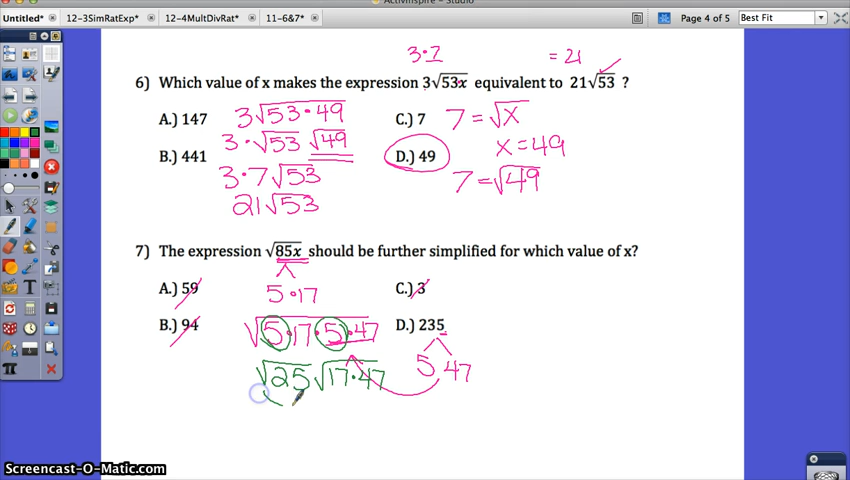 ActivInspire - Studio
Untitled* 12-3SimRatExp* 12-4MultDivRat* 11-6&7* Page 4 of 5 Best Fit
3·7 = 21
6) Which value of x makes the expression 3√53x equivalent to 21√53 ?
A.) 147 3√53·49 C.) 7 7 = √x
3·√53 √49 x=49
B.) 441 D.) 49
3·7√53 7=√49
21√53
7) The expression √85x should be further simplified for which value of x?
A.) 59 5·17 C.) 3
B.) 94 √5·17·5·47 D.) 235
5 47
√25 √17·47
Screencast-O-Matic.com